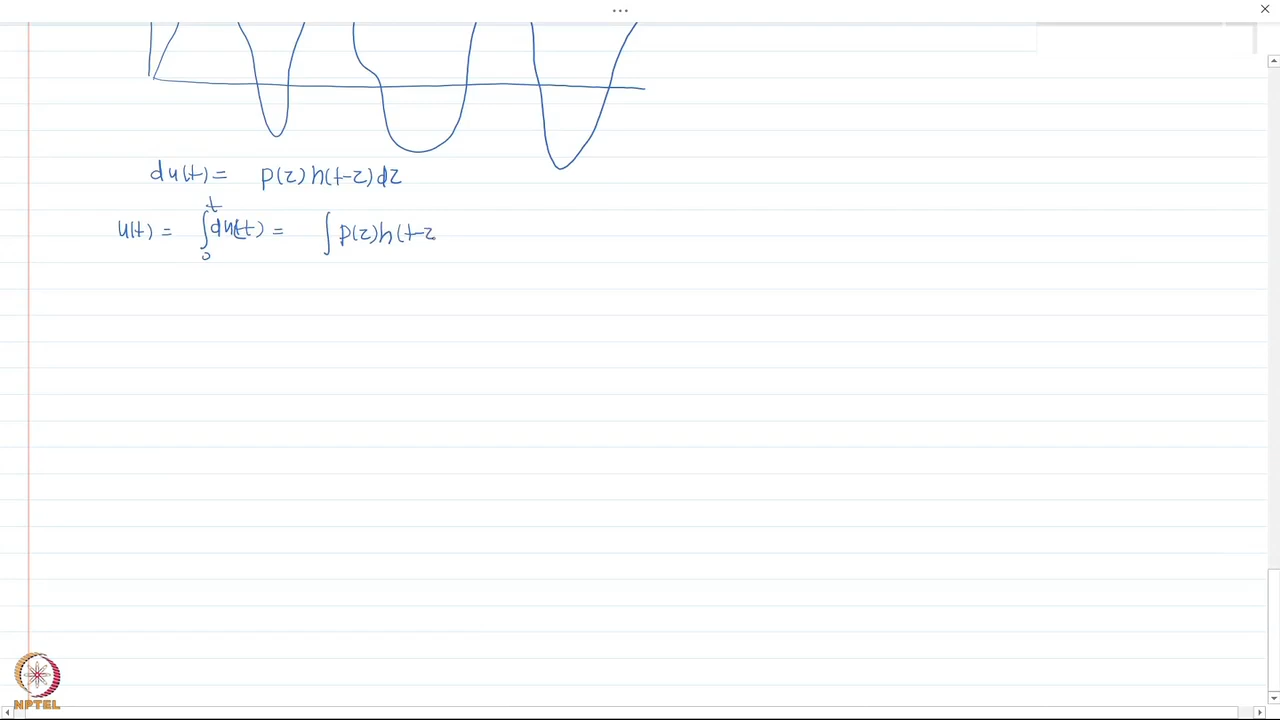 du(t) = p(τ)h(t-τ)dτ
u(t) = ∫₀ᵗ du(t) = ∫ p(τ)h(t-τ
NPTEL